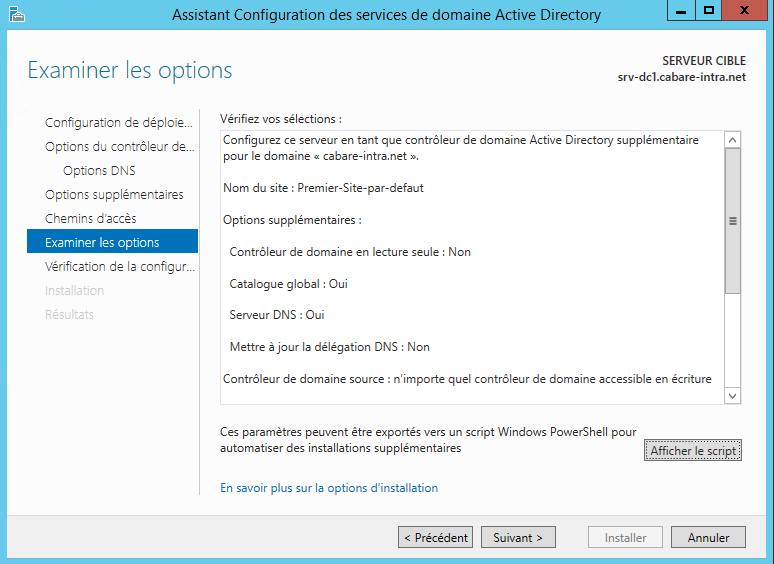 Assistant Configuration des services de domaine Active Directory
Examiner les options
SERVEUR CIBLE
srv-dc1.cabare-intra.net
Configuration de déploie...
Options du contrôleur de...
Options DNS
Options supplémentaires
Chemins d'accès
Examiner les options
Vérification de la configur...
Installation
Résultats
Vérifiez vos sélections :
Configurez ce serveur en tant que contrôleur de domaine Active Directory supplémentaire
pour le domaine « cabare-intra.net ».
Nom du site : Premier-Site-par-defaut
Options supplémentaires :
Contrôleur de domaine en lecture seule : Non
Catalogue global : Oui
Serveur DNS : Oui
Mettre à jour la délégation DNS : Non
Contrôleur de domaine source : n'importe quel contrôleur de domaine accessible en écriture
Ces paramètres peuvent être exportés vers un script Windows PowerShell pour
automatiser des installations supplémentaires
Afficher le script
En savoir plus sur la options d'installation
< Précédent
Suivant >
Installer
Annuler